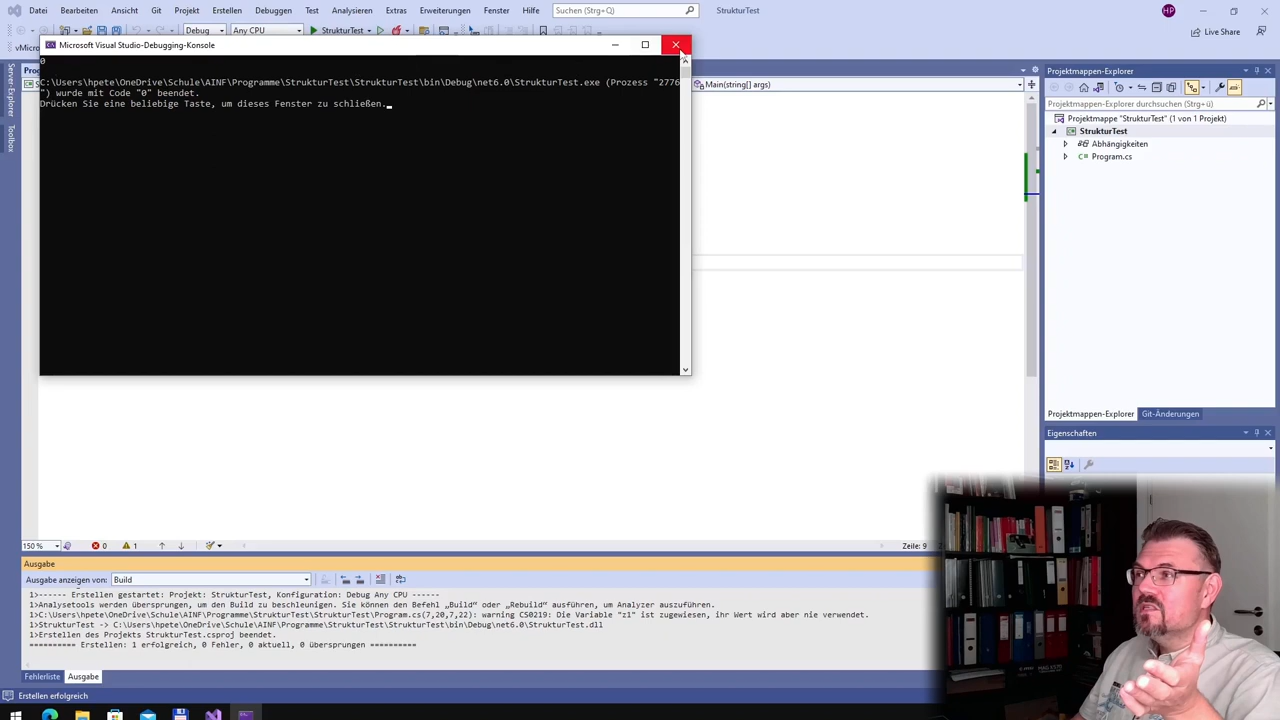 Datei Bearbeiten Ansicht Git Projekt Erstellen Debuggen Test Analysieren Extras Erweiterungen Fenster Hilfe Suchen (Strg+Q) StrukturTest HP
Debug Any CPU StrukturTest Live Share
Microsoft Visual Studio-Debugging-Konsole
0
C:\Users\hpete\OneDrive\Schule\AINF\Programme\StrukturTest\StrukturTest\bin\Debug\net6.0\StrukturTest.exe (Prozess "2776
") wurde mit Code "0" beendet.
Drücken Sie eine beliebige Taste, um dieses Fenster zu schließen.
Main(string[] args)
Server-Explorer
Toolbox
Projektmappen-Explorer
Projektmappen-Explorer durchsuchen (Strg+ü)
Projektmappe "StrukturTest" (1 von 1 Projekt)
StrukturTest
Abhängigkeiten
Program.cs
Projektmappen-Explorer Git-Änderungen
Eigenschaften
150 % 0 1 Zeile: 9
Ausgabe
Ausgabe anzeigen von: Build
1>------ Erstellen gestartet: Projekt: StrukturTest, Konfiguration: Debug Any CPU ------
1>Analysetools werden übersprungen, um den Build zu beschleunigen. Sie können den Befehl „Build" oder „Rebuild" ausführen, um Analyzer auszuführen.
1>C:\Users\hpete\OneDrive\Schule\AINF\Programme\StrukturTest\StrukturTest\Program.cs(7,20,7,22): warning CS0219: Die Variable "z1" ist zugewiesen, ihr Wert wird aber nie verwendet.
1>StrukturTest -> C:\Users\hpete\OneDrive\Schule\AINF\Programme\StrukturTest\StrukturTest\bin\Debug\net6.0\StrukturTest.dll
1>Erstellen des Projekts StrukturTest.csproj beendet.
========== Erstellen: 1 erfolgreich, 0 Fehler, 0 aktuell, 0 übersprungen ==========
Fehlerliste Ausgabe
Erstellen erfolgreich